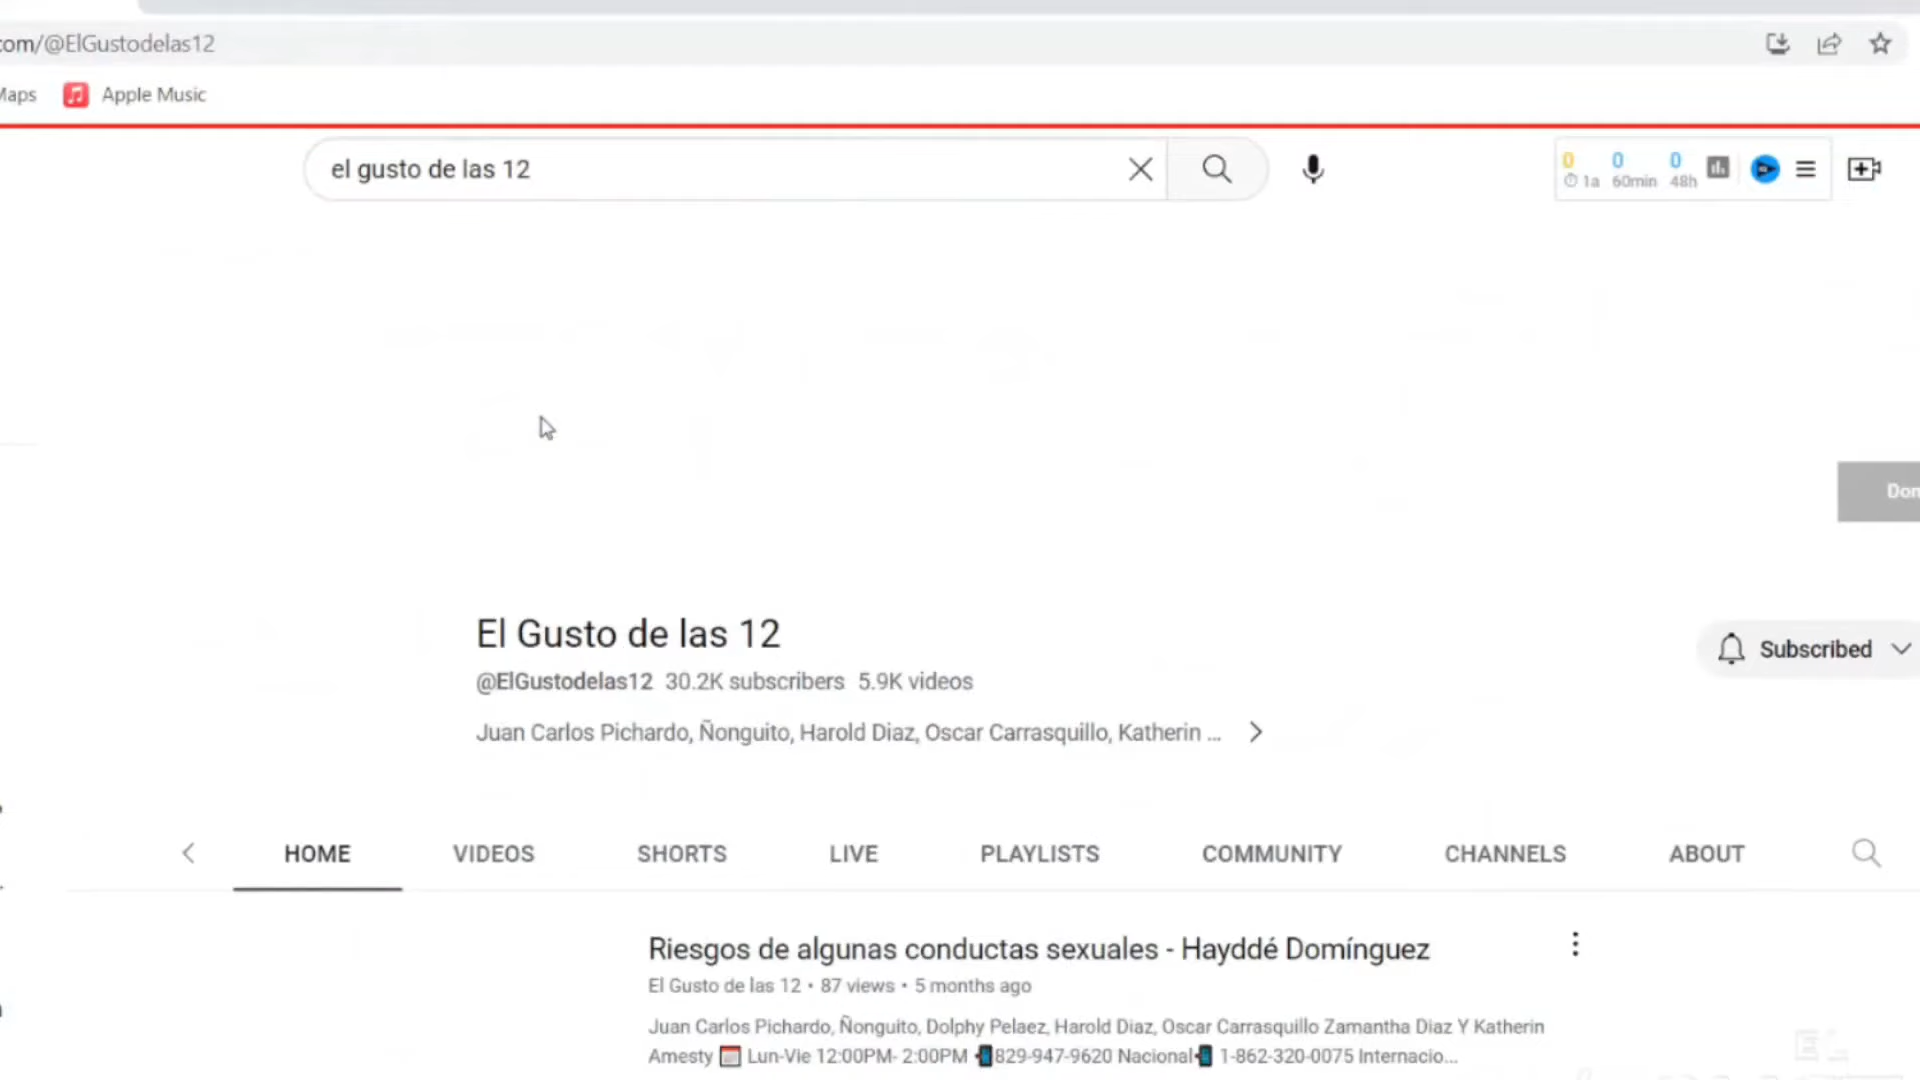 com/@ElGustodelas12
Maps Apple Music
el gusto de las 12
0 0 0
1a 60min 48h
Don
El Gusto de las 12
@ElGustodelas12 30.2K subscribers 5.9K videos
Juan Carlos Pichardo, Ñonguito, Harold Diaz, Oscar Carrasquillo, Katherin ...
Subscribed
HOME VIDEOS SHORTS LIVE PLAYLISTS COMMUNITY CHANNELS ABOUT
Riesgos de algunas conductas sexuales - Hayddé Domínguez
El Gusto de las 12 • 87 views • 5 months ago
Juan Carlos Pichardo, Ñonguito, Dolphy Pelaez, Harold Diaz, Oscar Carrasquillo Zamantha Diaz Y Katherin
Amesty 🗓️ Lun-Vie 12:00PM- 2:00PM 📲829-947-9620 Nacional📲 1-862-320-0075 Internacio...